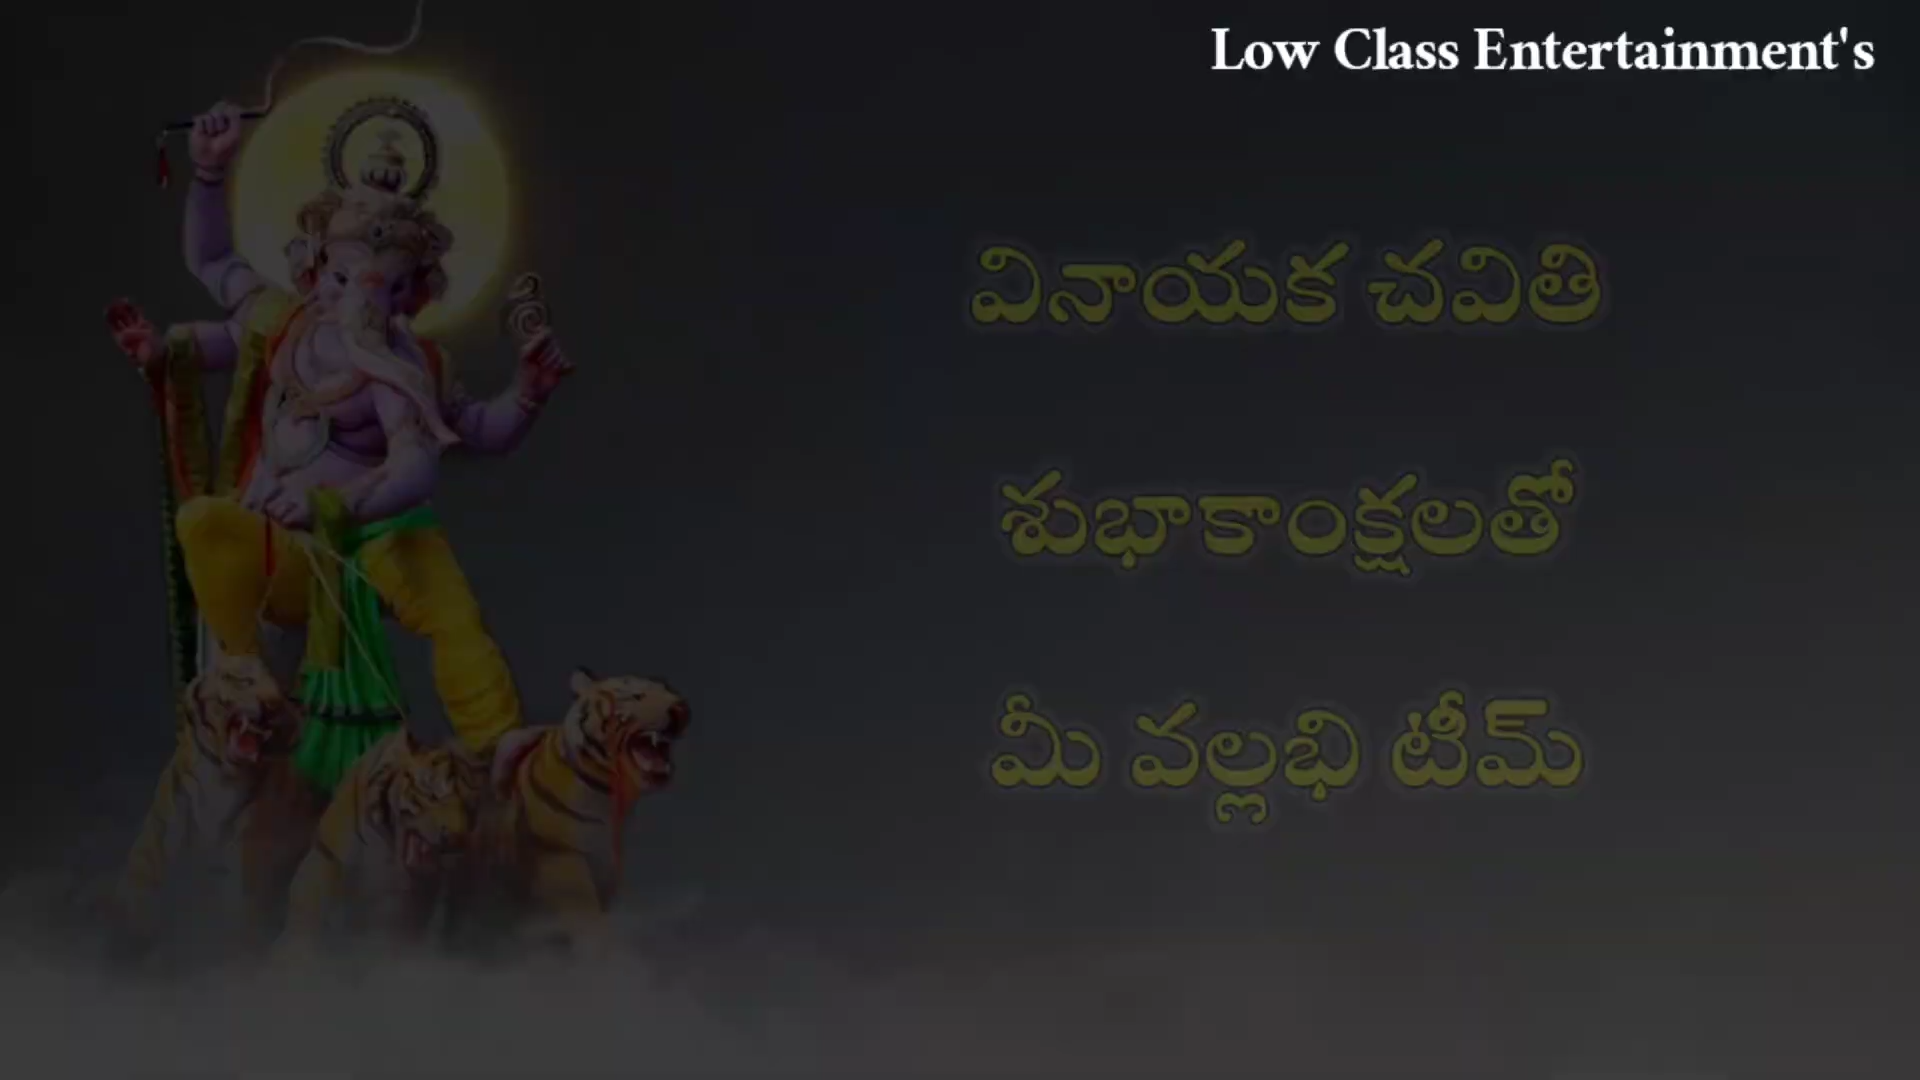 Low Class Entertainment's
వినాయక చవితి
శుభాకాంక్షలతో
మీ వల్లభి టీమ్